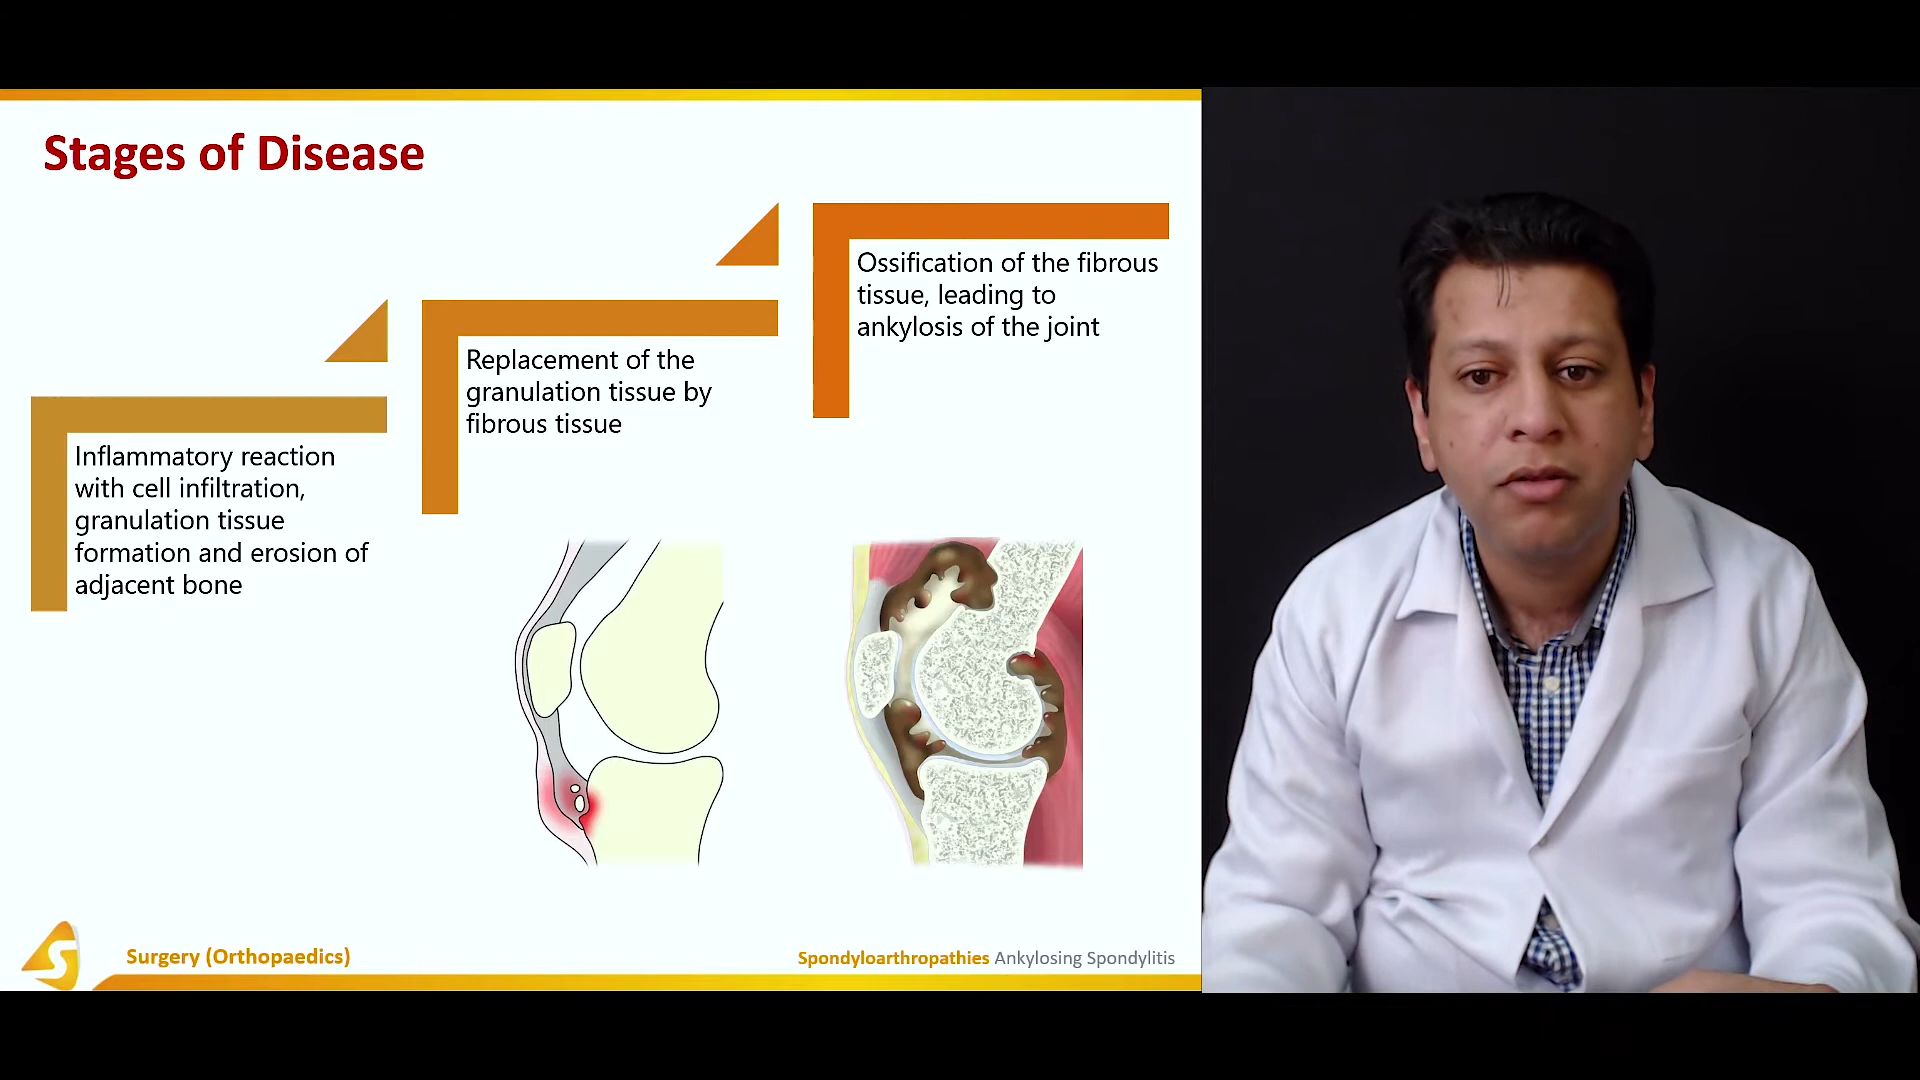 Stages of Disease
Inflammatory reaction
with cell infiltration,
granulation tissue
formation and erosion of
adjacent bone
Replacement of the
granulation tissue by
fibrous tissue
Ossification of the fibrous
tissue, leading to
ankylosis of the joint
S
Surgery (Orthopaedics)
Spondyloarthropathies Ankylosing Spondylitis